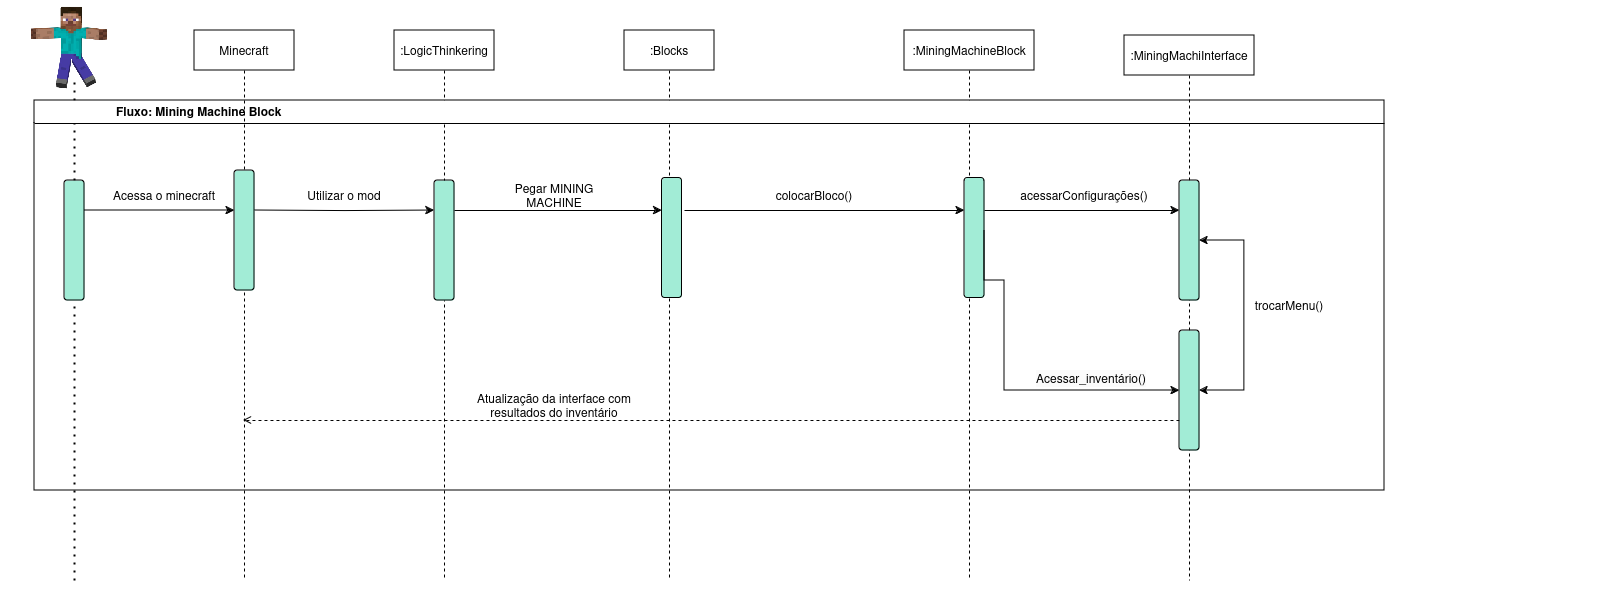 Minecraft
:LogicThinkering
:Blocks
:MiningMachineBlock
:MiningMachiInterface
Fluxo: Mining Machine Block
Acessa o minecraft
Utilizar o mod
Pegar MINING
MACHINE
colocarBloco()
acessarConfigurações()
trocarMenu()
Acessar_inventário()
Atualização da interface com
resultados do inventário